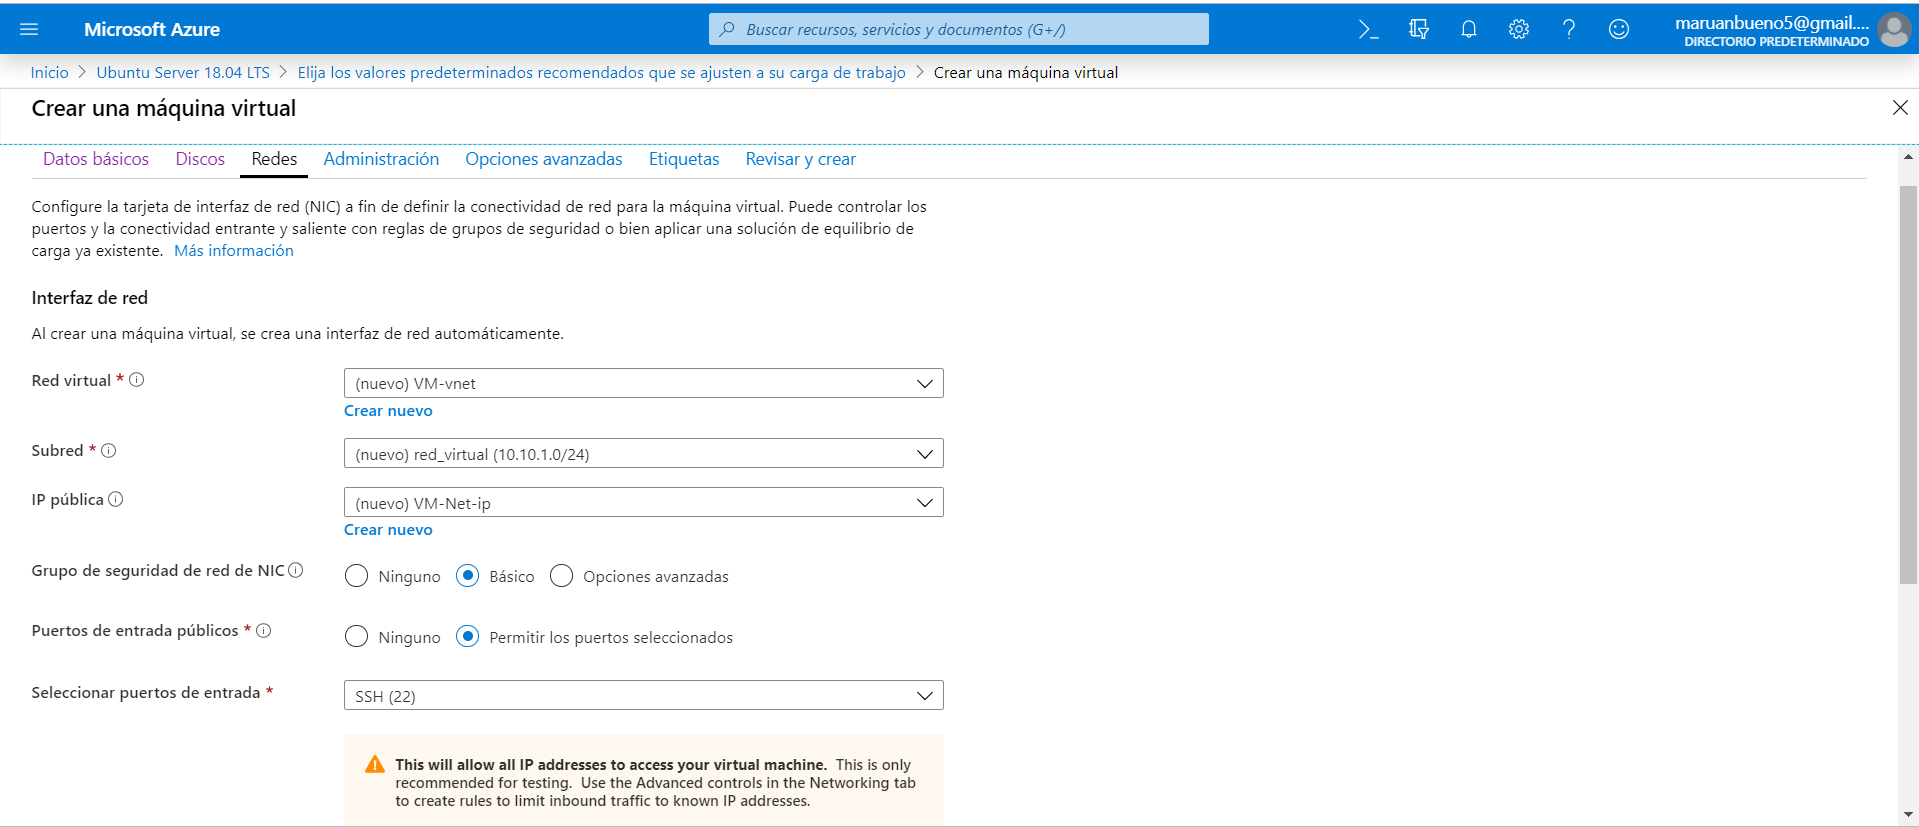 Microsoft Azure
Buscar recursos, servicios y documentos (G+/)
maruanbueno5@gmail....
DIRECTORIO PREDETERMINADO
Inicio > Ubuntu Server 18.04 LTS > Elija los valores predeterminados recomendados que se ajusten a su carga de trabajo > Crear una máquina virtual
Crear una máquina virtual
Datos básicos Discos Redes Administración Opciones avanzadas Etiquetas Revisar y crear
Configure la tarjeta de interfaz de red (NIC) a fin de definir la conectividad de red para la máquina virtual. Puede controlar los
puertos y la conectividad entrante y saliente con reglas de grupos de seguridad o bien aplicar una solución de equilibrio de
carga ya existente. Más información
Interfaz de red
Al crear una máquina virtual, se crea una interfaz de red automáticamente.
Red virtual *
(nuevo) VM-vnet
Crear nuevo
Subred *
(nuevo) red_virtual (10.10.1.0/24)
IP pública
(nuevo) VM-Net-ip
Crear nuevo
Grupo de seguridad de red de NIC
Ninguno Básico Opciones avanzadas
Puertos de entrada públicos *
Ninguno Permitir los puertos seleccionados
Seleccionar puertos de entrada *
SSH (22)
This will allow all IP addresses to access your virtual machine. This is only
recommended for testing. Use the Advanced controls in the Networking tab
to create rules to limit inbound traffic to known IP addresses.